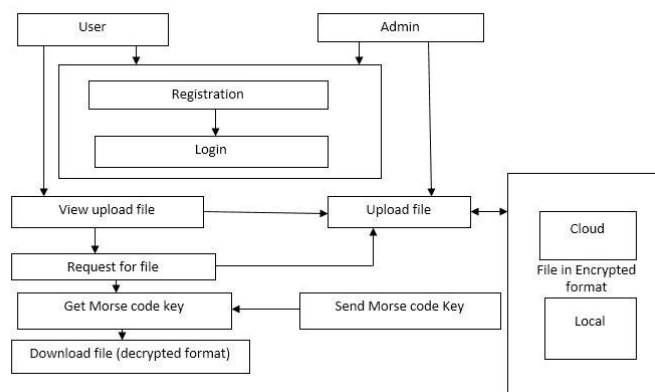 User
Admin
Registration
Login
View upload file
Upload file
Request for file
Get Morse code key
Send Morse code Key
Download file (decrypted format)
Cloud
File in Encrypted
format
Local